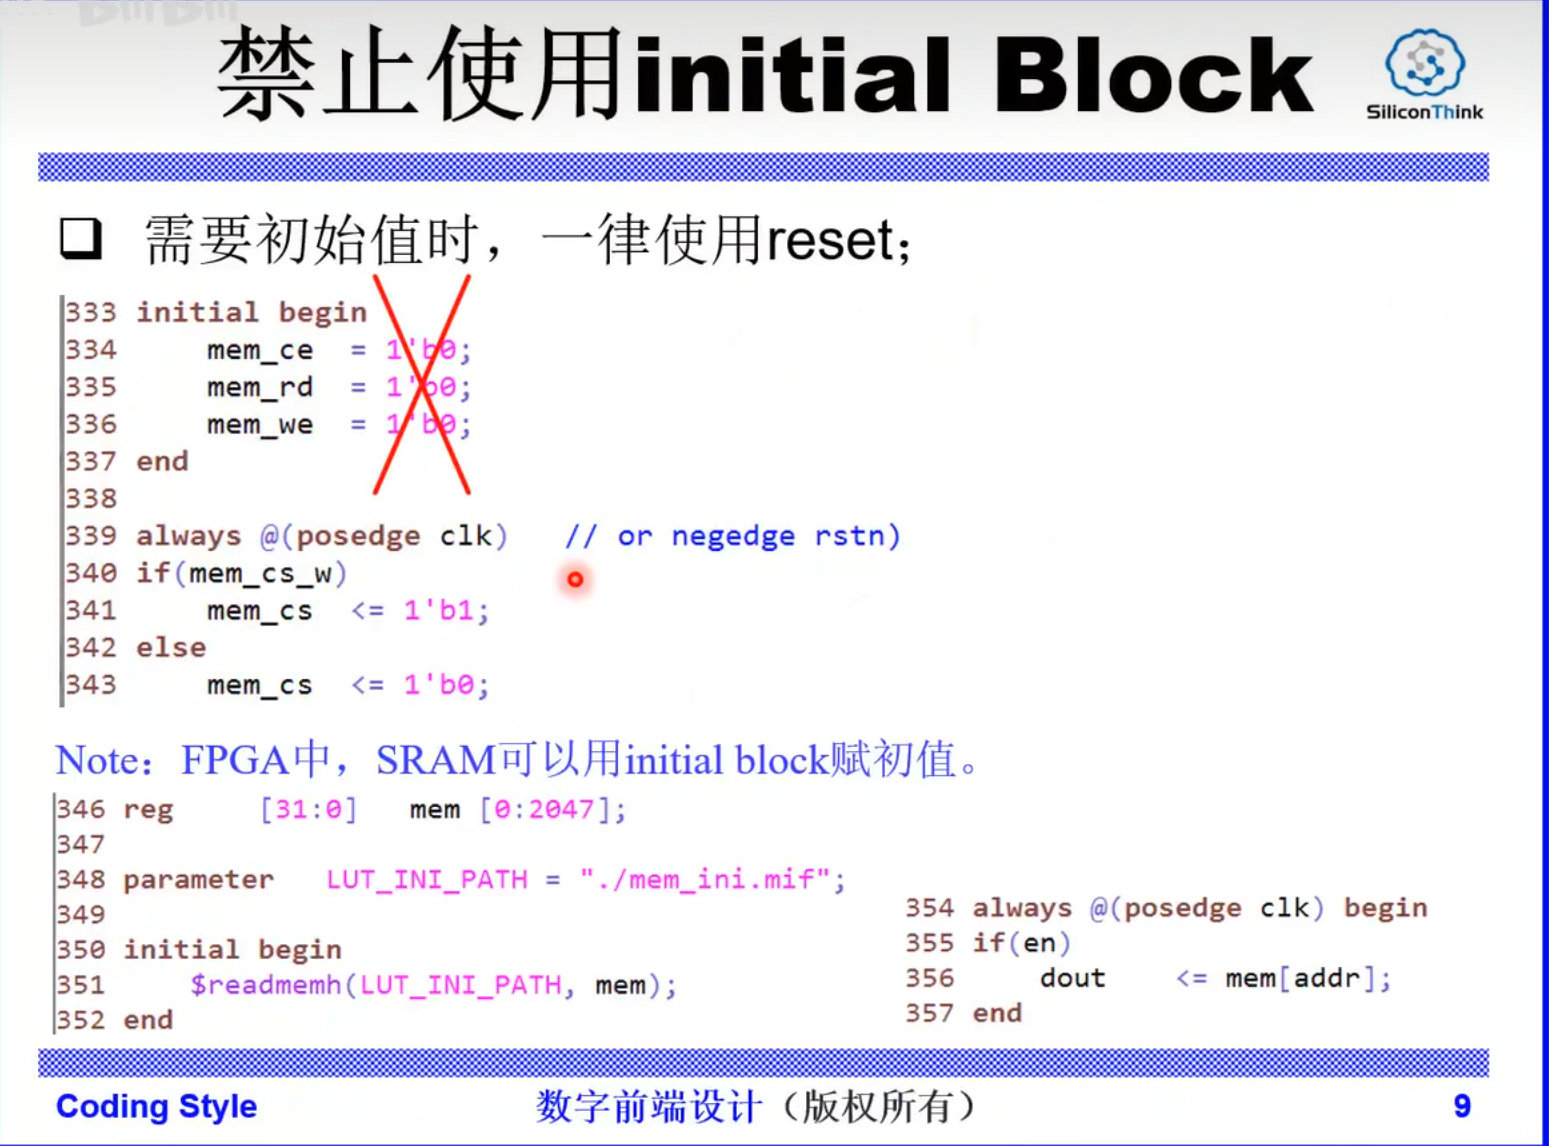 禁止使用initial Block
SiliconThink
需要初始值时，一律使用reset；
333 initial begin
334     mem_ce  = 1'b0;
335     mem_rd  = 1'b0;
336     mem_we  = 1'b0;
337 end
338
339 always @(posedge clk)   // or negedge rstn)
340 if(mem_cs_w)
341     mem_cs  <= 1'b1;
342 else
343     mem_cs  <= 1'b0;
Note：FPGA中，SRAM可以用initial block赋初值。
346 reg     [31:0]   mem [0:2047];
347
348 parameter   LUT_INI_PATH = "./mem_ini.mif";
349
350 initial begin
351     $readmemh(LUT_INI_PATH, mem);
352 end
354 always @(posedge clk) begin
355 if(en)
356     dout    <= mem[addr];
357 end
Coding Style
数字前端设计（版权所有）
9